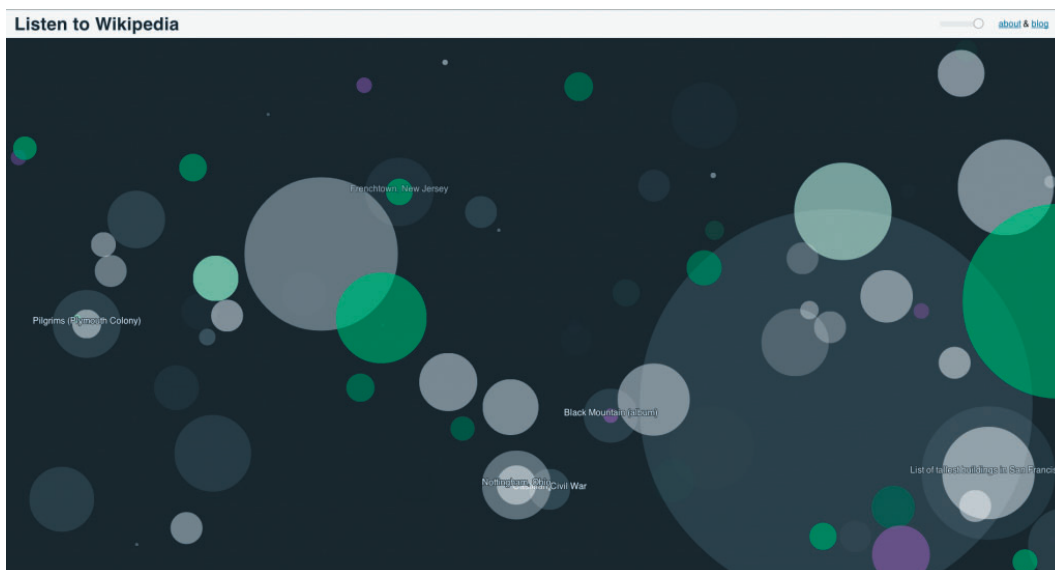 Listen to Wikipedia
about & blog
Frenchtown, New Jersey
Pilgrims (Plymouth Colony)
Black Mountain (album)
Nottingham, Ohio
Civil War
List of tallest buildings in San Francis